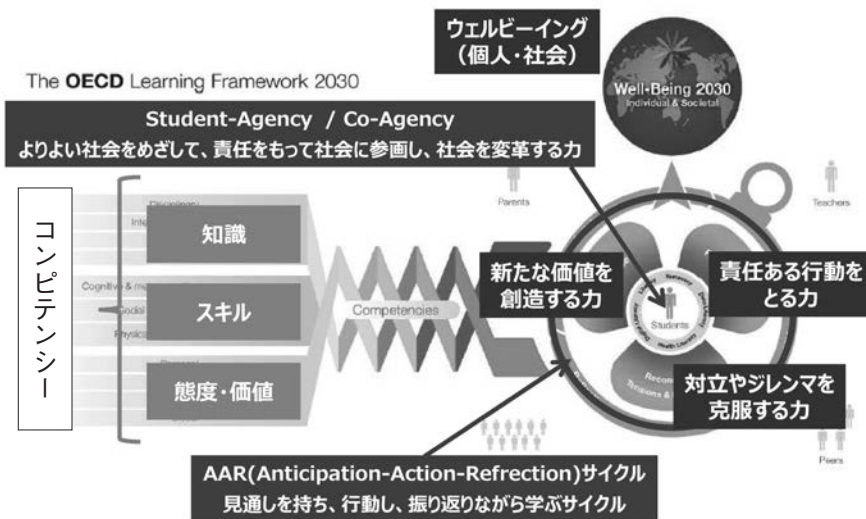 ウェルビーイング
（個人・社会）
The OECD Learning Framework 2030
Well-Being 2030
Individual & Societal
Student-Agency / Co-Agency
よりよい社会をめざして、責任をもって社会に参画し、社会を変革する力
Parents
Teachers
コンピテンシー
Disciplinary
知識
Cognitive & me
スキル
態度・価値
Competencies
新たな価値を
創造する力
責任ある行動を
とる力
Students
Health Literacy
対立やジレンマを
克服する力
Tensions &
Peers
AAR(Anticipation-Action-Refrection)サイクル
見通しを持ち、行動し、振り返りながら学ぶサイクル